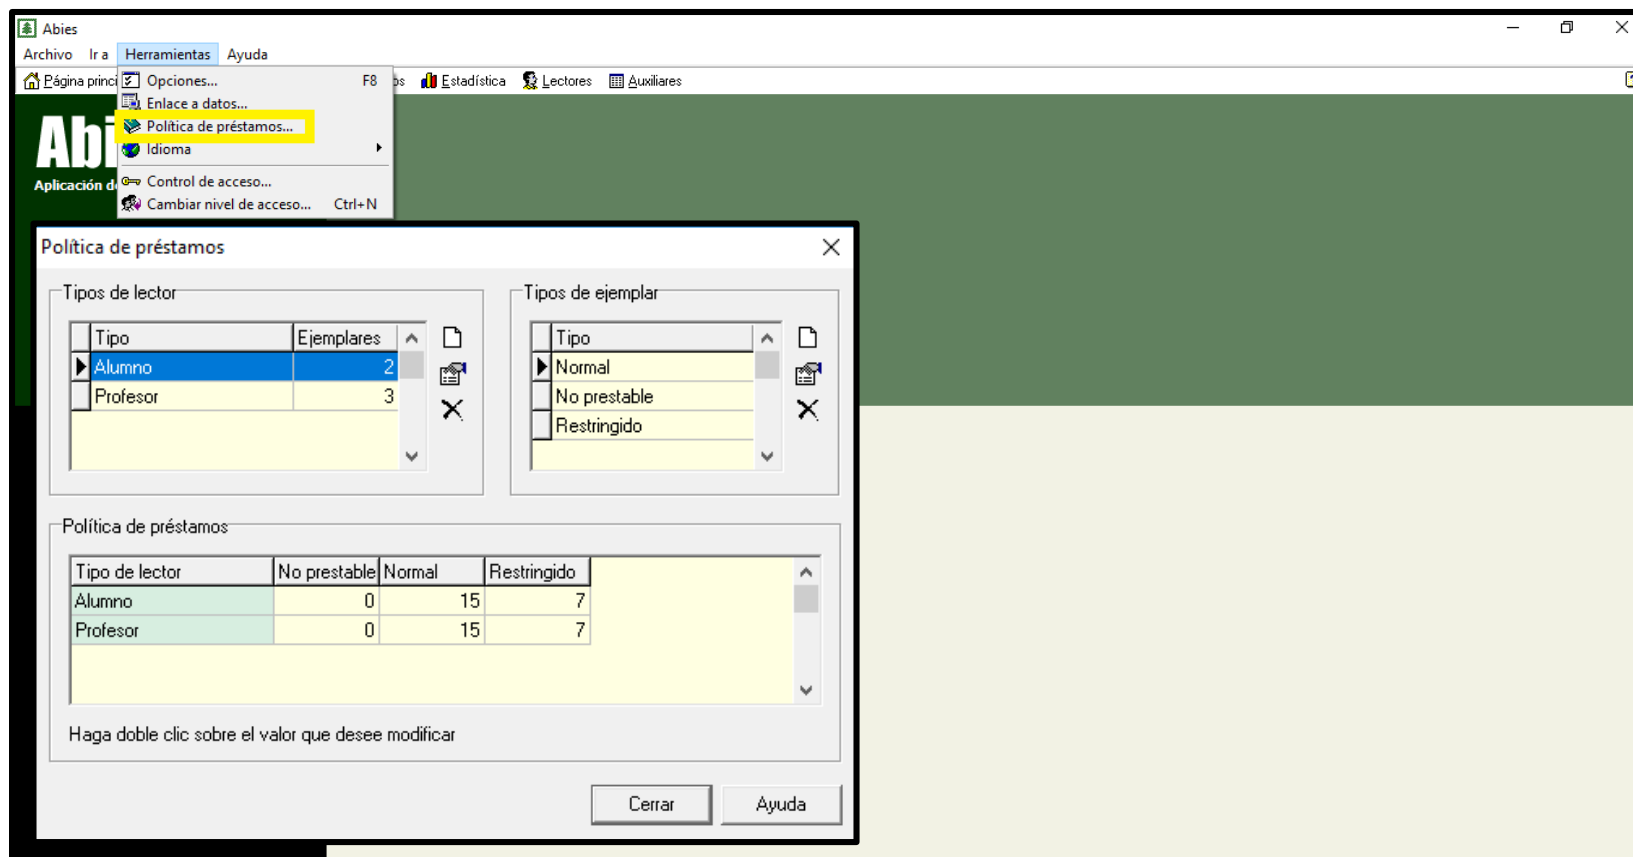 Abies
Archivo Ir a Herramientas Ayuda
Página princi Estadística Lectores Auxiliares
Opciones... F8
Enlace a datos...
Política de préstamos...
Idioma
Control de acceso...
Cambiar nivel de acceso... Ctrl+N
Abi
Aplicación d
Política de préstamos
Tipos de lector
Tipo Ejemplares
Alumno 2
Profesor 3
Tipos de ejemplar
Tipo
Normal
No prestable
Restringido
Política de préstamos
Tipo de lector No prestable Normal Restringido
Alumno 0 15 7
Profesor 0 15 7
Haga doble clic sobre el valor que desee modificar
Cerrar Ayuda